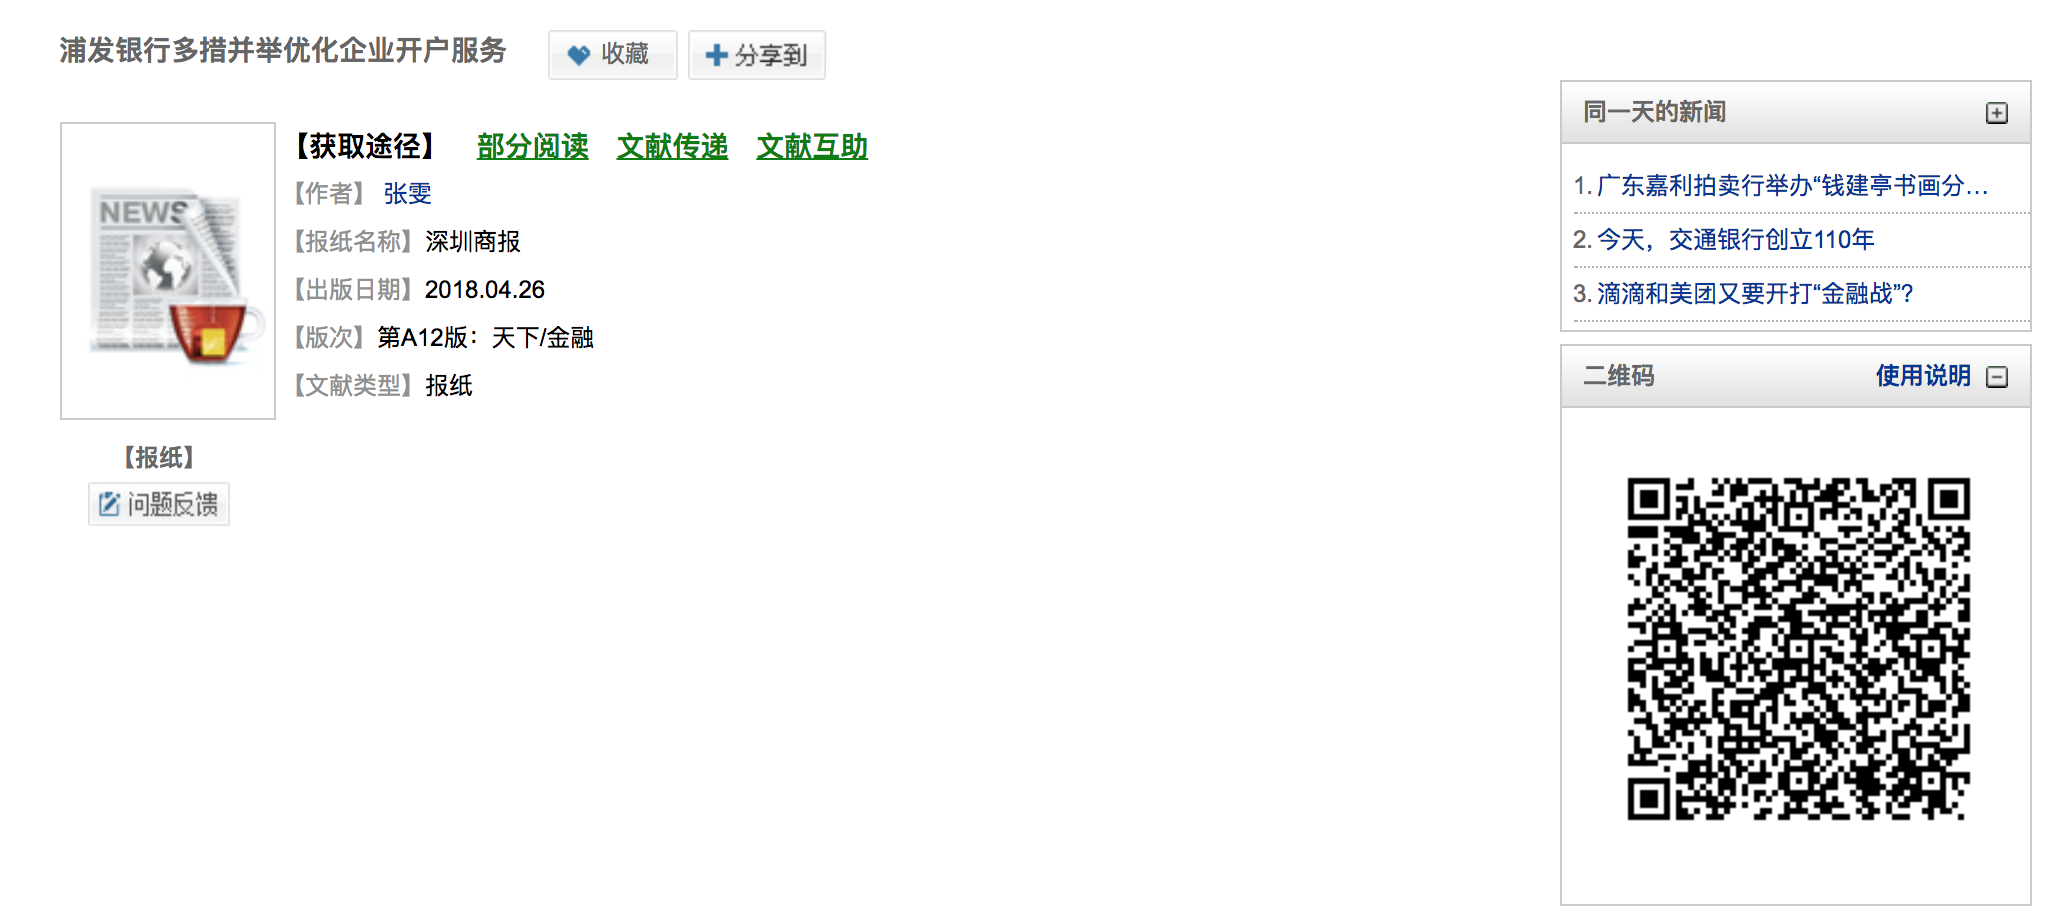 浦发银行多措并举优化企业开户服务
收藏
分享到
NEWS
【获取途径】 部分阅读 文献传递 文献互助
【作者】 张雯
【报纸名称】深圳商报
【出版日期】2018.04.26
【版次】第A12版：天下/金融
【文献类型】报纸
【报纸】
问题反馈
同一天的新闻
1. 广东嘉利拍卖行举办“钱建亭书画分...
2. 今天，交通银行创立110年
3. 滴滴和美团又要开打“金融战”?
二维码 使用说明